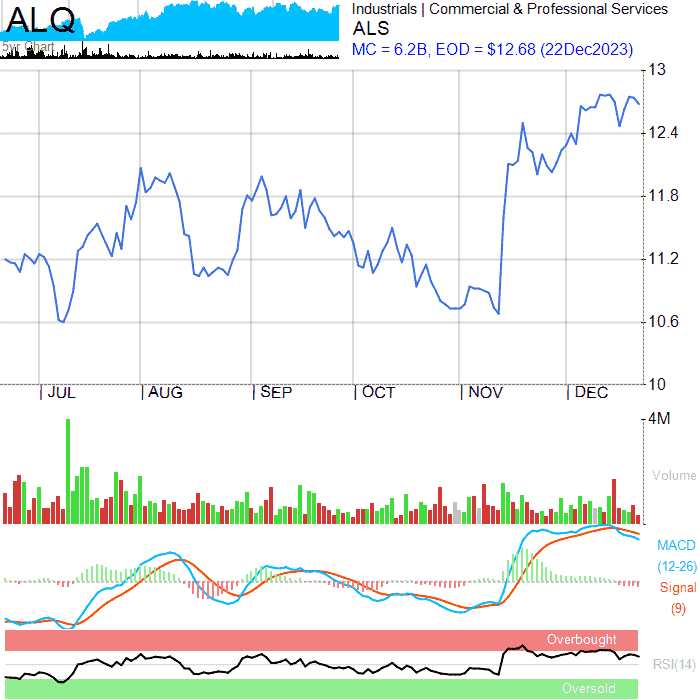 ALQ
5yr Chart
Industrials | Commercial & Professional Services
ALS
MC = 6.2B, EOD = $12.68 (22Dec2023)
13
12.4
11.8
11.2
10.6
10
JUL AUG SEP OCT NOV DEC
4M
Volume
MACD
(12-26)
Signal
(9)
Overbought
RSI(14)
Oversold